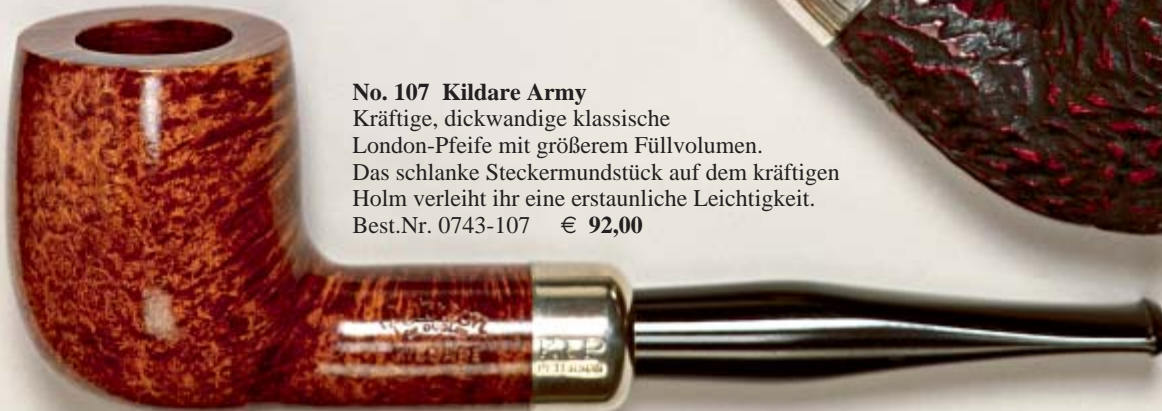 No. 107 Kildare Army
Kräftige, dickwandige klassische
London-Pfeife mit größerem Füllvolumen.
Das schlanke Steckermundstück auf dem kräftigen
Holm verleiht ihr eine erstaunliche Leichtigkeit.
Best.Nr. 0743-107 € 92,00
KILDARE
K&P
PETERSON